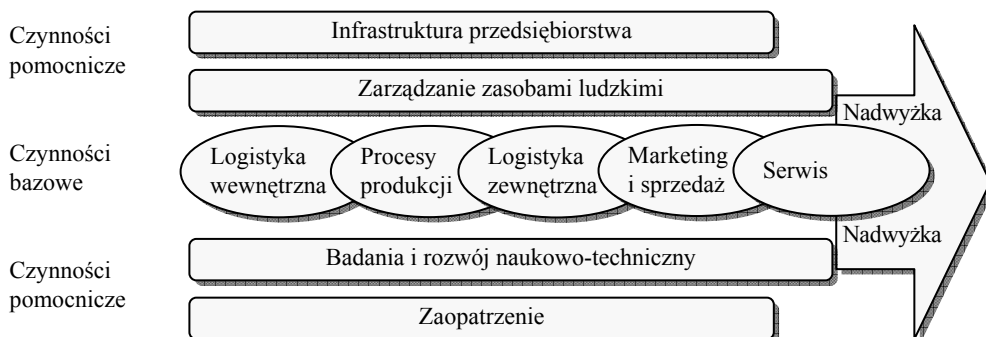 Czynności
pomocnicze
Infrastruktura przedsiębiorstwa
Zarządzanie zasobami ludzkimi
Nadwyżka
Czynności
bazowe
Logistyka
wewnętrzna
Procesy
produkcji
Logistyka
zewnętrzna
Marketing
i sprzedaż
Serwis
Nadwyżka
Czynności
pomocnicze
Badania i rozwój naukowo-techniczny
Zaopatrzenie